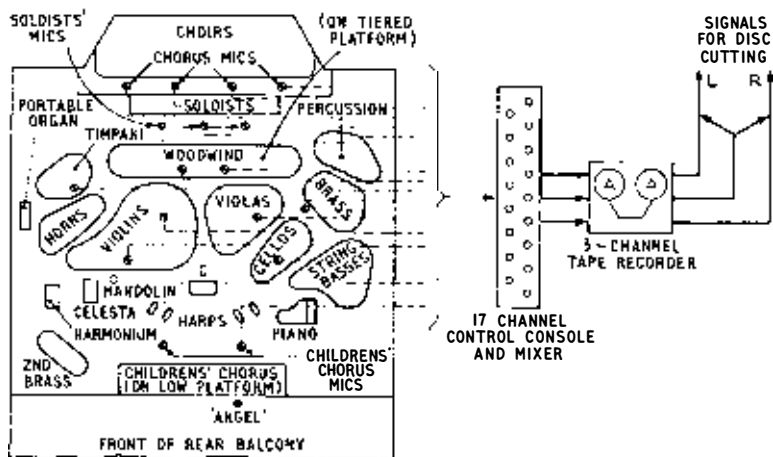 SOLOISTS'
MICS
CHOIRS
CHORUS MICS
(ON TIERED
PLATFORM)
SOLOISTS
PORTABLE
ORGAN
TIMPANI
PERCUSSION
WOODWIND
HORNS
VIOLINS
VIOLAS
BRASS
CELLOS
STRING
BASSES
MANDOLIN
C
CELESTA
HARMONIUM
HARPS
PIANO
2ND
BRASS
CHILDRENS' CHORUS
(ON LOW PLATFORM)
CHILDRENS'
CHORUS
MICS
'ANGEL'
FRONT OF REAR BALCONY
SIGNALS
FOR DISC
CUTTING
L R
3-CHANNEL
TAPE RECORDER
17 CHANNEL
CONTROL CONSOLE
AND MIXER